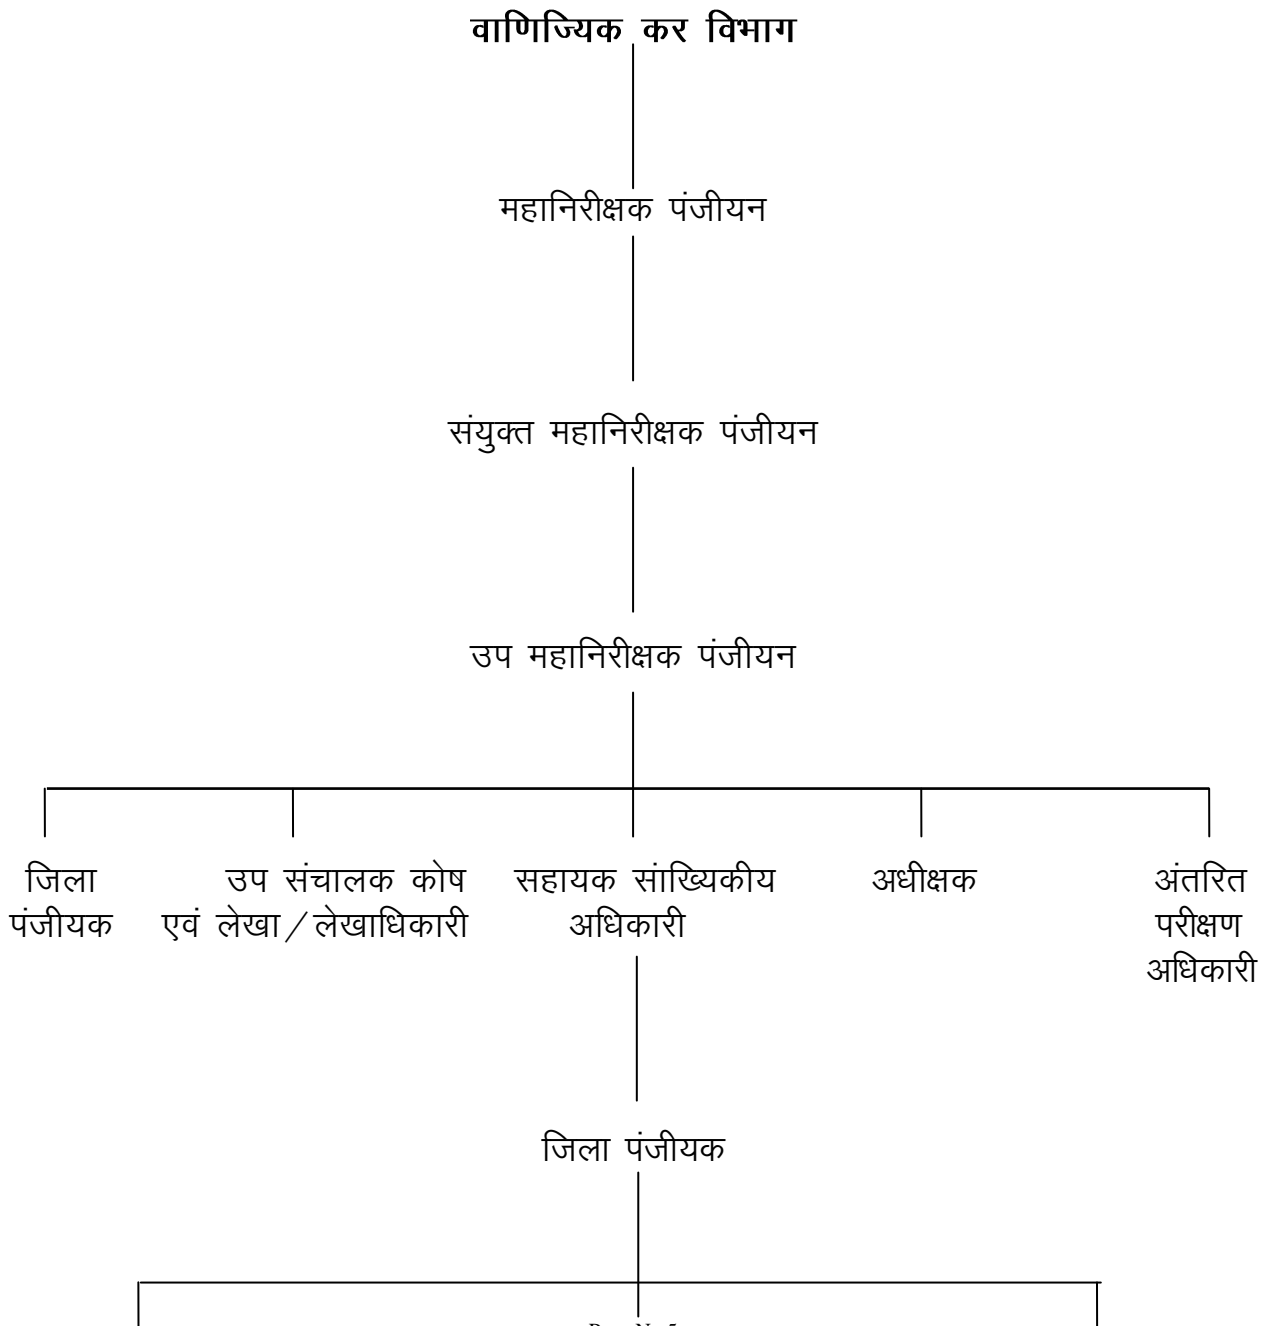 वाणिज्यिक कर विभाग
महानिरीक्षक पंजीयन
संयुक्त महानिरीक्षक पंजीयन
उप महानिरीक्षक पंजीयन
जिला
पंजीयक
उप संचालक कोष
एवं लेखा/लेखाधिकारी
सहायक सांख्यिकीय
अधिकारी
अधीक्षक
अंतरित
परीक्षण
अधिकारी
जिला पंजीयक